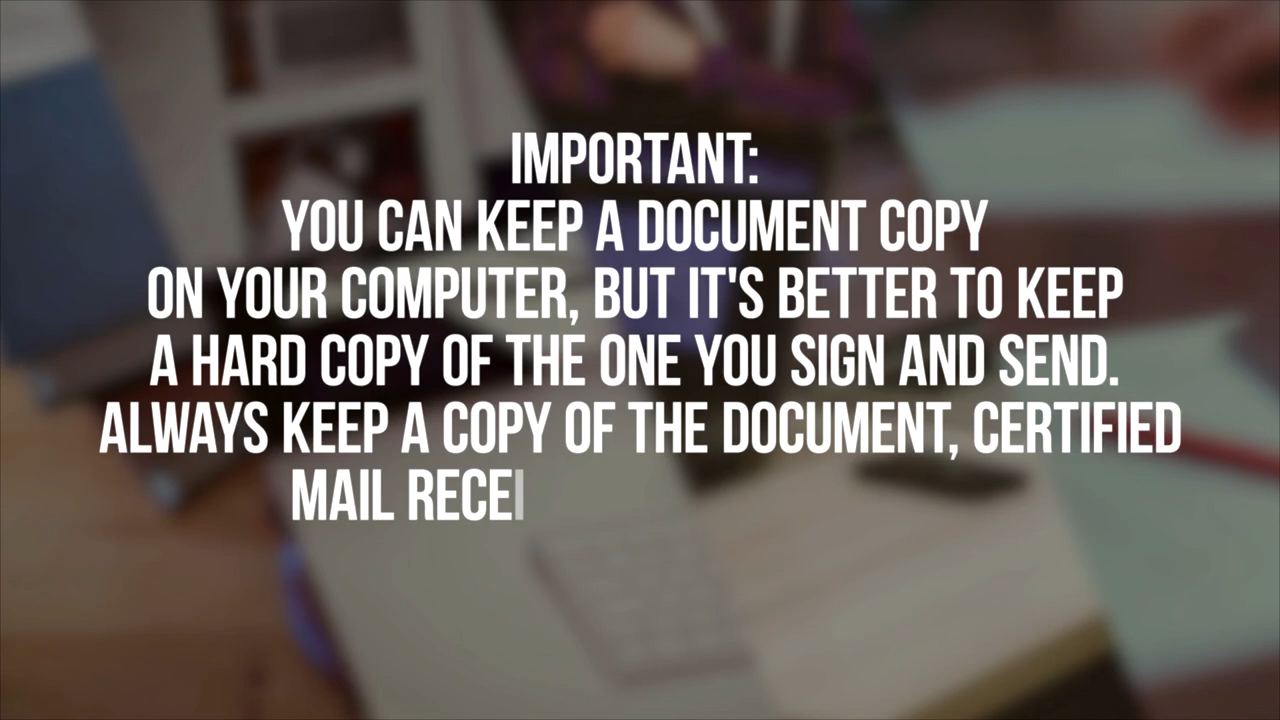 IMPORTANT:
YOU CAN KEEP A DOCUMENT COPY
ON YOUR COMPUTER, BUT IT'S BETTER TO KEEP
A HARD COPY OF THE ONE YOU SIGN AND SEND.
ALWAYS KEEP A COPY OF THE DOCUMENT, CERTIFIED
MAIL RECEI